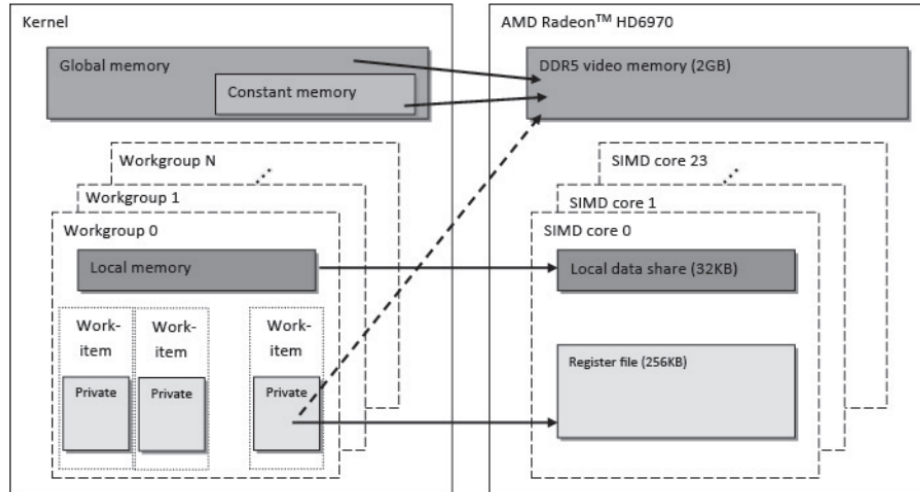 Kernel
Global memory
Constant memory
Workgroup N
Workgroup 1
Workgroup 0
Local memory
Work-
item
Private
Work-
item
Private
Work-
item
Private
AMD Radeon™ HD6970
DDR5 video memory (2GB)
SIMD core 23
SIMD core 1
SIMD core 0
Local data share (32KB)
Register file (256KB)